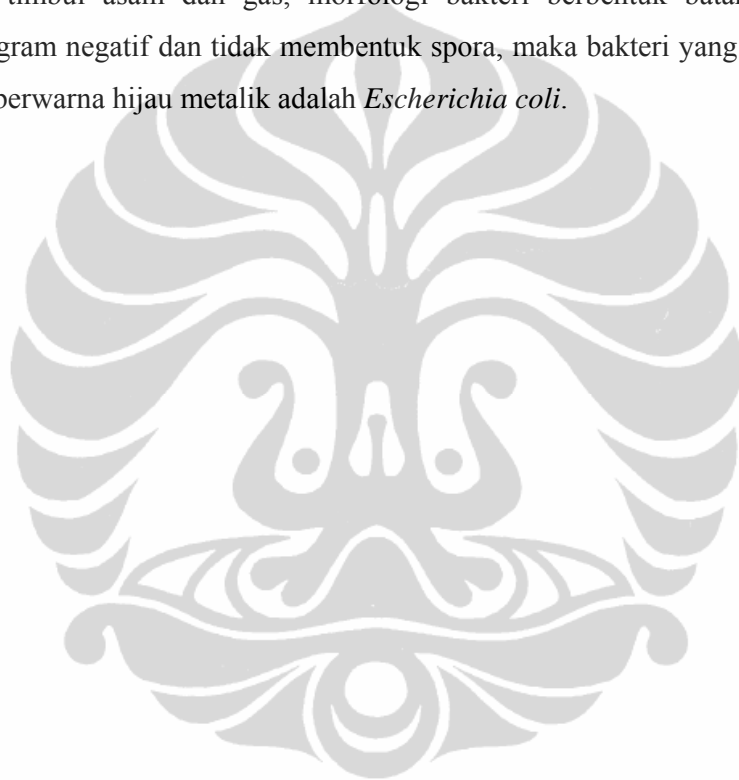 timbul asam dan gas, morfologi bakteri berbentuk
gram negatif dan tidak membentuk spora, maka bakteri yang
berwarna hijau metalik adalah Escherichia coli.